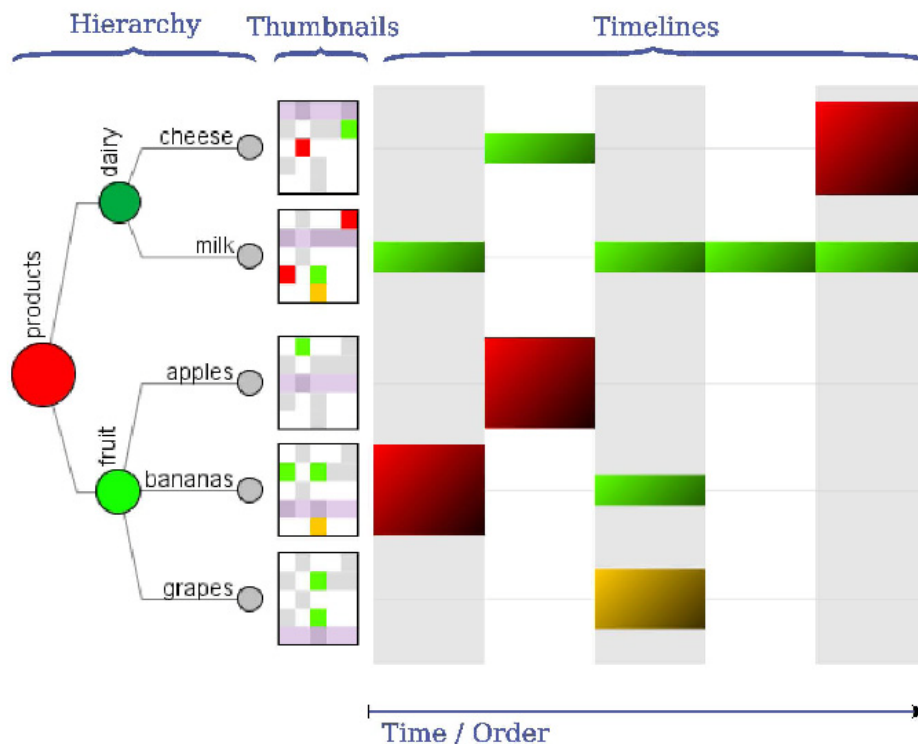 Hierarchy
Thumbnails
Timelines
products
dairy
cheese
milk
fruit
apples
bananas
grapes
Time / Order